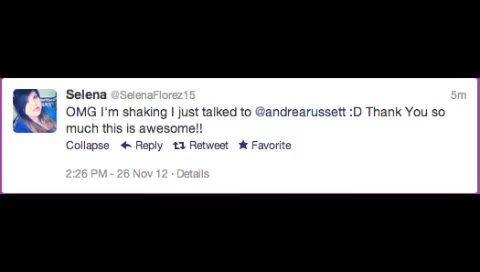 Selena @SelenaFlorez15 5m
OMG I'm shaking I just talked to @andrearussett :D Thank You so
much this is awesome!!
Collapse Reply Retweet Favorite
2:26 PM - 26 Nov 12 · Details